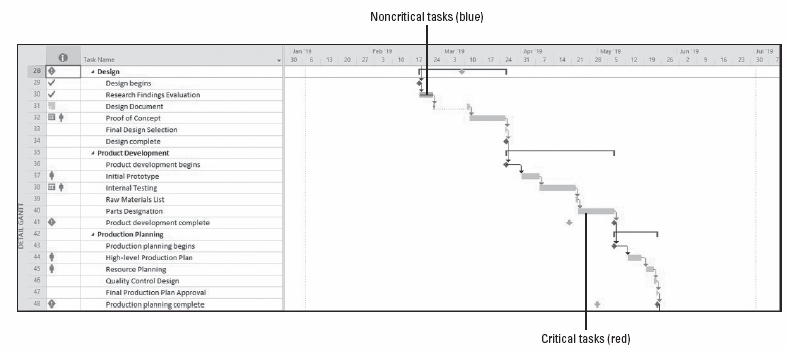 Noncritical tasks (blue)
Jan '19 Feb '19 Mar '19 Apr '19 May '19 Jun '19 Jul '19
Task Name 30 6 13 20 27 3 10 17 24 3 10 17 24 31 7 14 21 28 5 12 19 26 2 9 16 23 30 7
28 Design
29 Design begins
30 Research Findings Evaluation
31 Design Document
32 Proof of Concept
33 Final Design Selection
34 Design complete
35 Product Development
36 Product development begins
37 Initial Prototype
38 Internal Testing
39 Raw Materials List
40 Parts Designation
41 Product development complete
42 Production Planning
43 Production planning begins
44 High-level Production Plan
45 Resource Planning
46 Quality Control Design
47 Final Production Plan Approval
48 Production planning complete
DETAIL GANTT
Critical tasks (red)